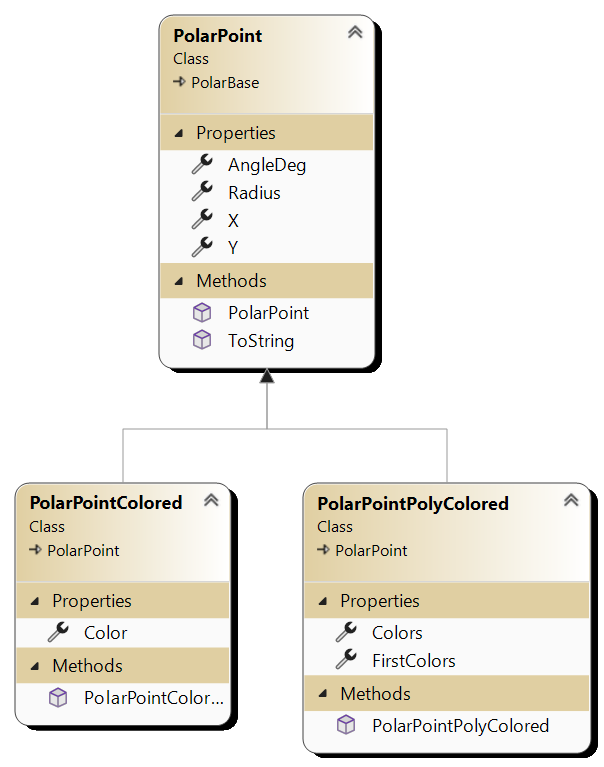 PolarPoint
Class
PolarBase
Properties
AngleDeg
Radius
X
Y
Methods
PolarPoint
ToString
PolarPointColored
Class
PolarPoint
Properties
Color
Methods
PolarPointColor...
PolarPointPolyColored
Class
PolarPoint
Properties
Colors
FirstColors
Methods
PolarPointPolyColored